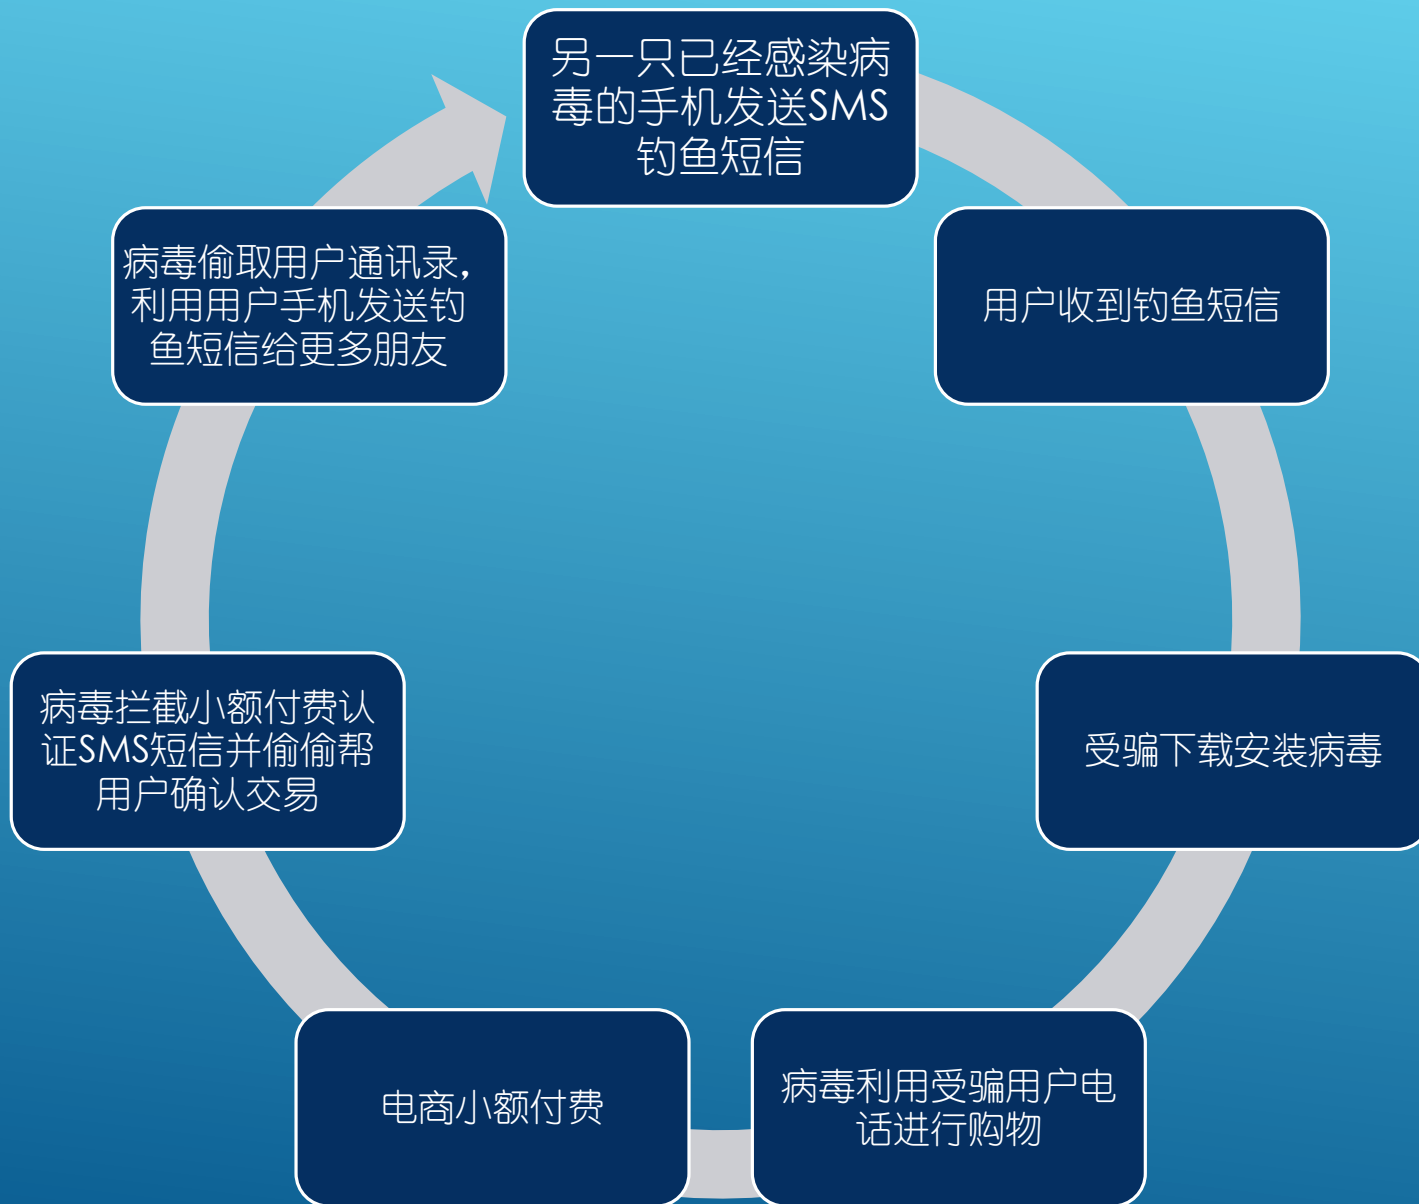 另一只已经感染病
毒的手机发送SMS
钓鱼短信
用户收到钓鱼短信
受骗下载安装病毒
病毒利用受骗用户电
话进行购物
电商小额付费
病毒拦截小额付费认
证SMS短信并偷偷帮
用户确认交易
病毒偷取用户通讯录，
利用用户手机发送钓
鱼短信给更多朋友